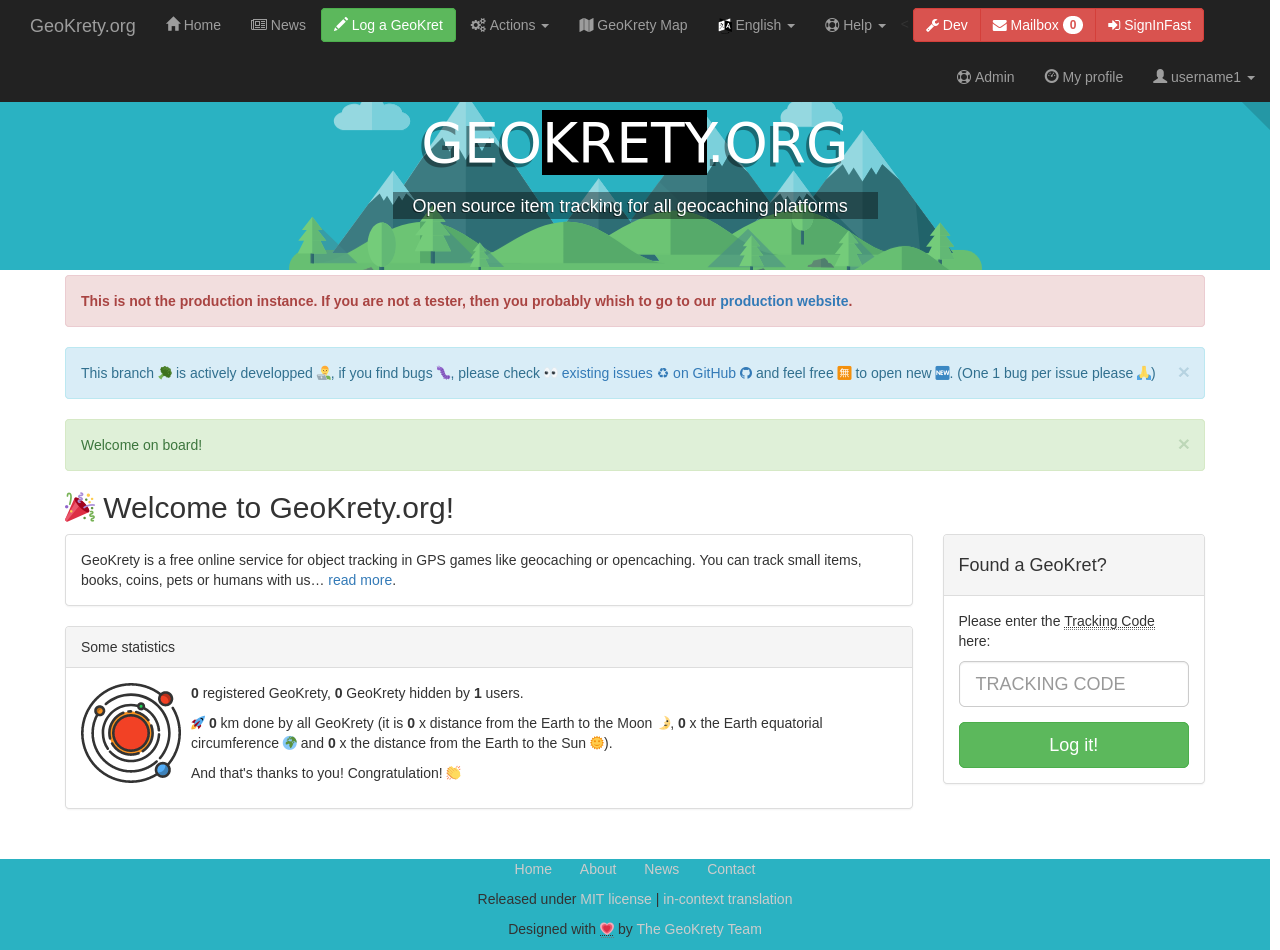 GeoKrety.org Home News Log a GeoKret Actions GeoKrety Map English Help < Dev Mailbox 0 SignInFast
Admin My profile username1
GEOKRETY.ORG
Open source item tracking for all geocaching platforms
This is not the production instance. If you are not a tester, then you probably whish to go to our production website.
This branch 🥦 is actively developped 👨‍🔬, if you find bugs 🐛, please check 👀 existing issues ♻ on GitHub and feel free 🈚 to open new 🆕. (One 1 bug per issue please 🙏) ×
Welcome on board! ×
🎉 Welcome to GeoKrety.org!
GeoKrety is a free online service for object tracking in GPS games like geocaching or opencaching. You can track small items,
books, coins, pets or humans with us… read more.
Found a GeoKret?
Please enter the Tracking Code
here:
TRACKING CODE
Log it!
Some statistics
0 registered GeoKrety, 0 GeoKrety hidden by 1 users.
🚀 0 km done by all GeoKrety (it is 0 x distance from the Earth to the Moon 🌛, 0 x the Earth equatorial
circumference 🌍 and 0 x the distance from the Earth to the Sun 🌞).
And that's thanks to you! Congratulation! 👏
Home About News Contact
Released under MIT license | in-context translation
Designed with 💗 by The GeoKrety Team